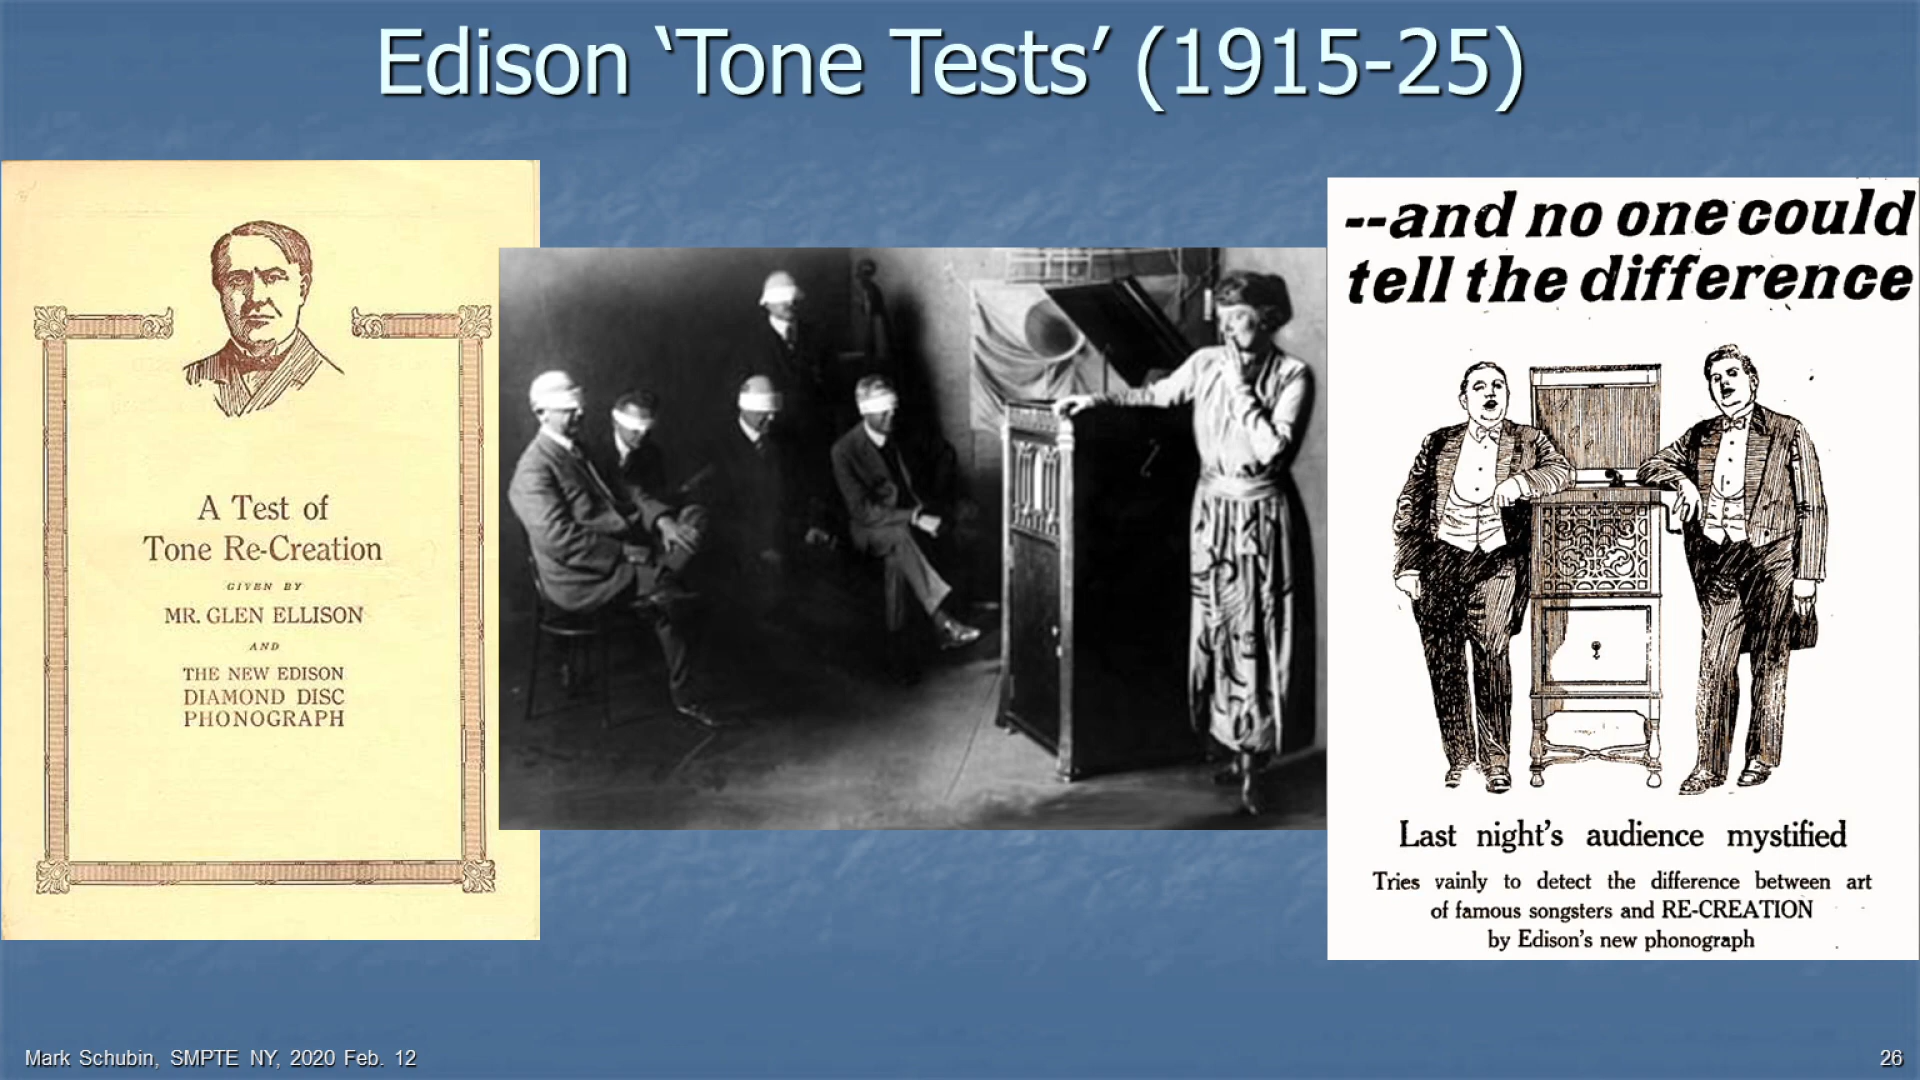 Edison ‘Tone Tests’ (1915-25)
A Test of
Tone Re-Creation
GIVEN BY
MR. GLEN ELLISON
AND
THE NEW EDISON
DIAMOND DISC
PHONOGRAPH
--and no one could
tell the difference
Last night's audience mystified
Tries vainly to detect the difference between art
of famous songsters and RE-CREATION
by Edison's new phonograph
Mark Schubin, SMPTE NY, 2020 Feb. 12
26